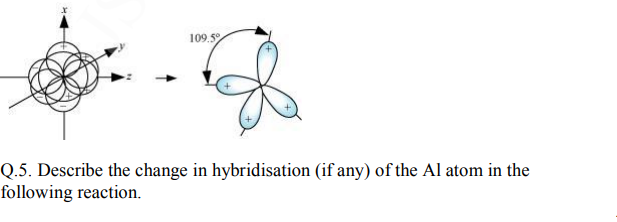 x
y
z
109.5°
+
+
+
+
Q.5. Describe the change in hybridisation (if any) of the Al atom in the
following reaction.